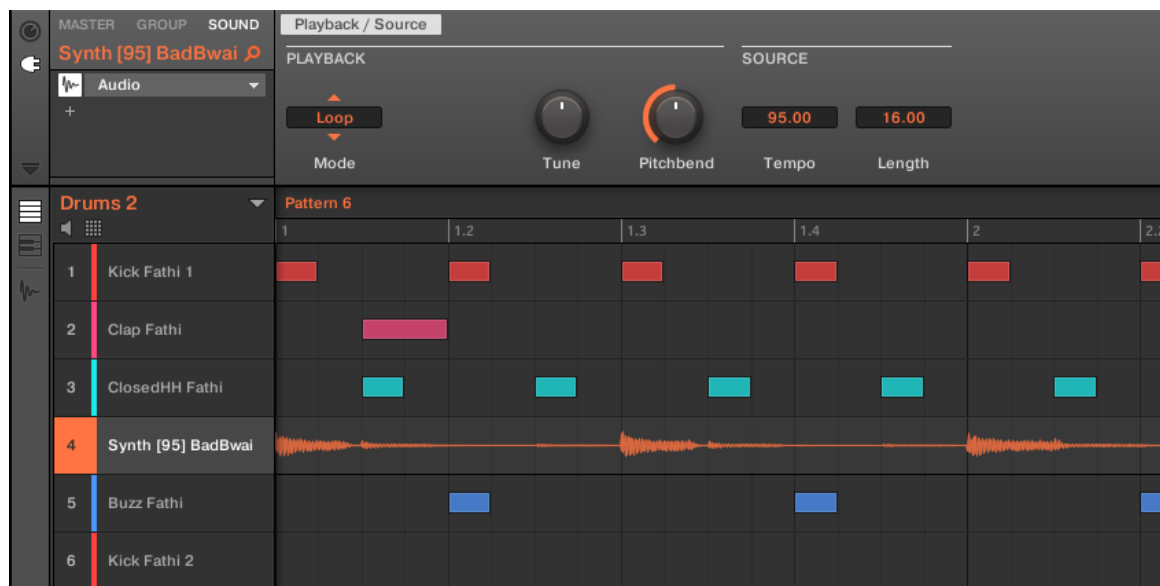 MASTER GROUP SOUND
Synth [95] BadBwai
Audio
+
Playback / Source
PLAYBACK
SOURCE
Loop
95.00
16.00
Mode
Tune
Pitchbend
Tempo
Length
Drums 2
Pattern 6
1 1.2 1.3 1.4 2
1 Kick Fathi 1
2 Clap Fathi
3 ClosedHH Fathi
4 Synth [95] BadBwai
5 Buzz Fathi
6 Kick Fathi 2